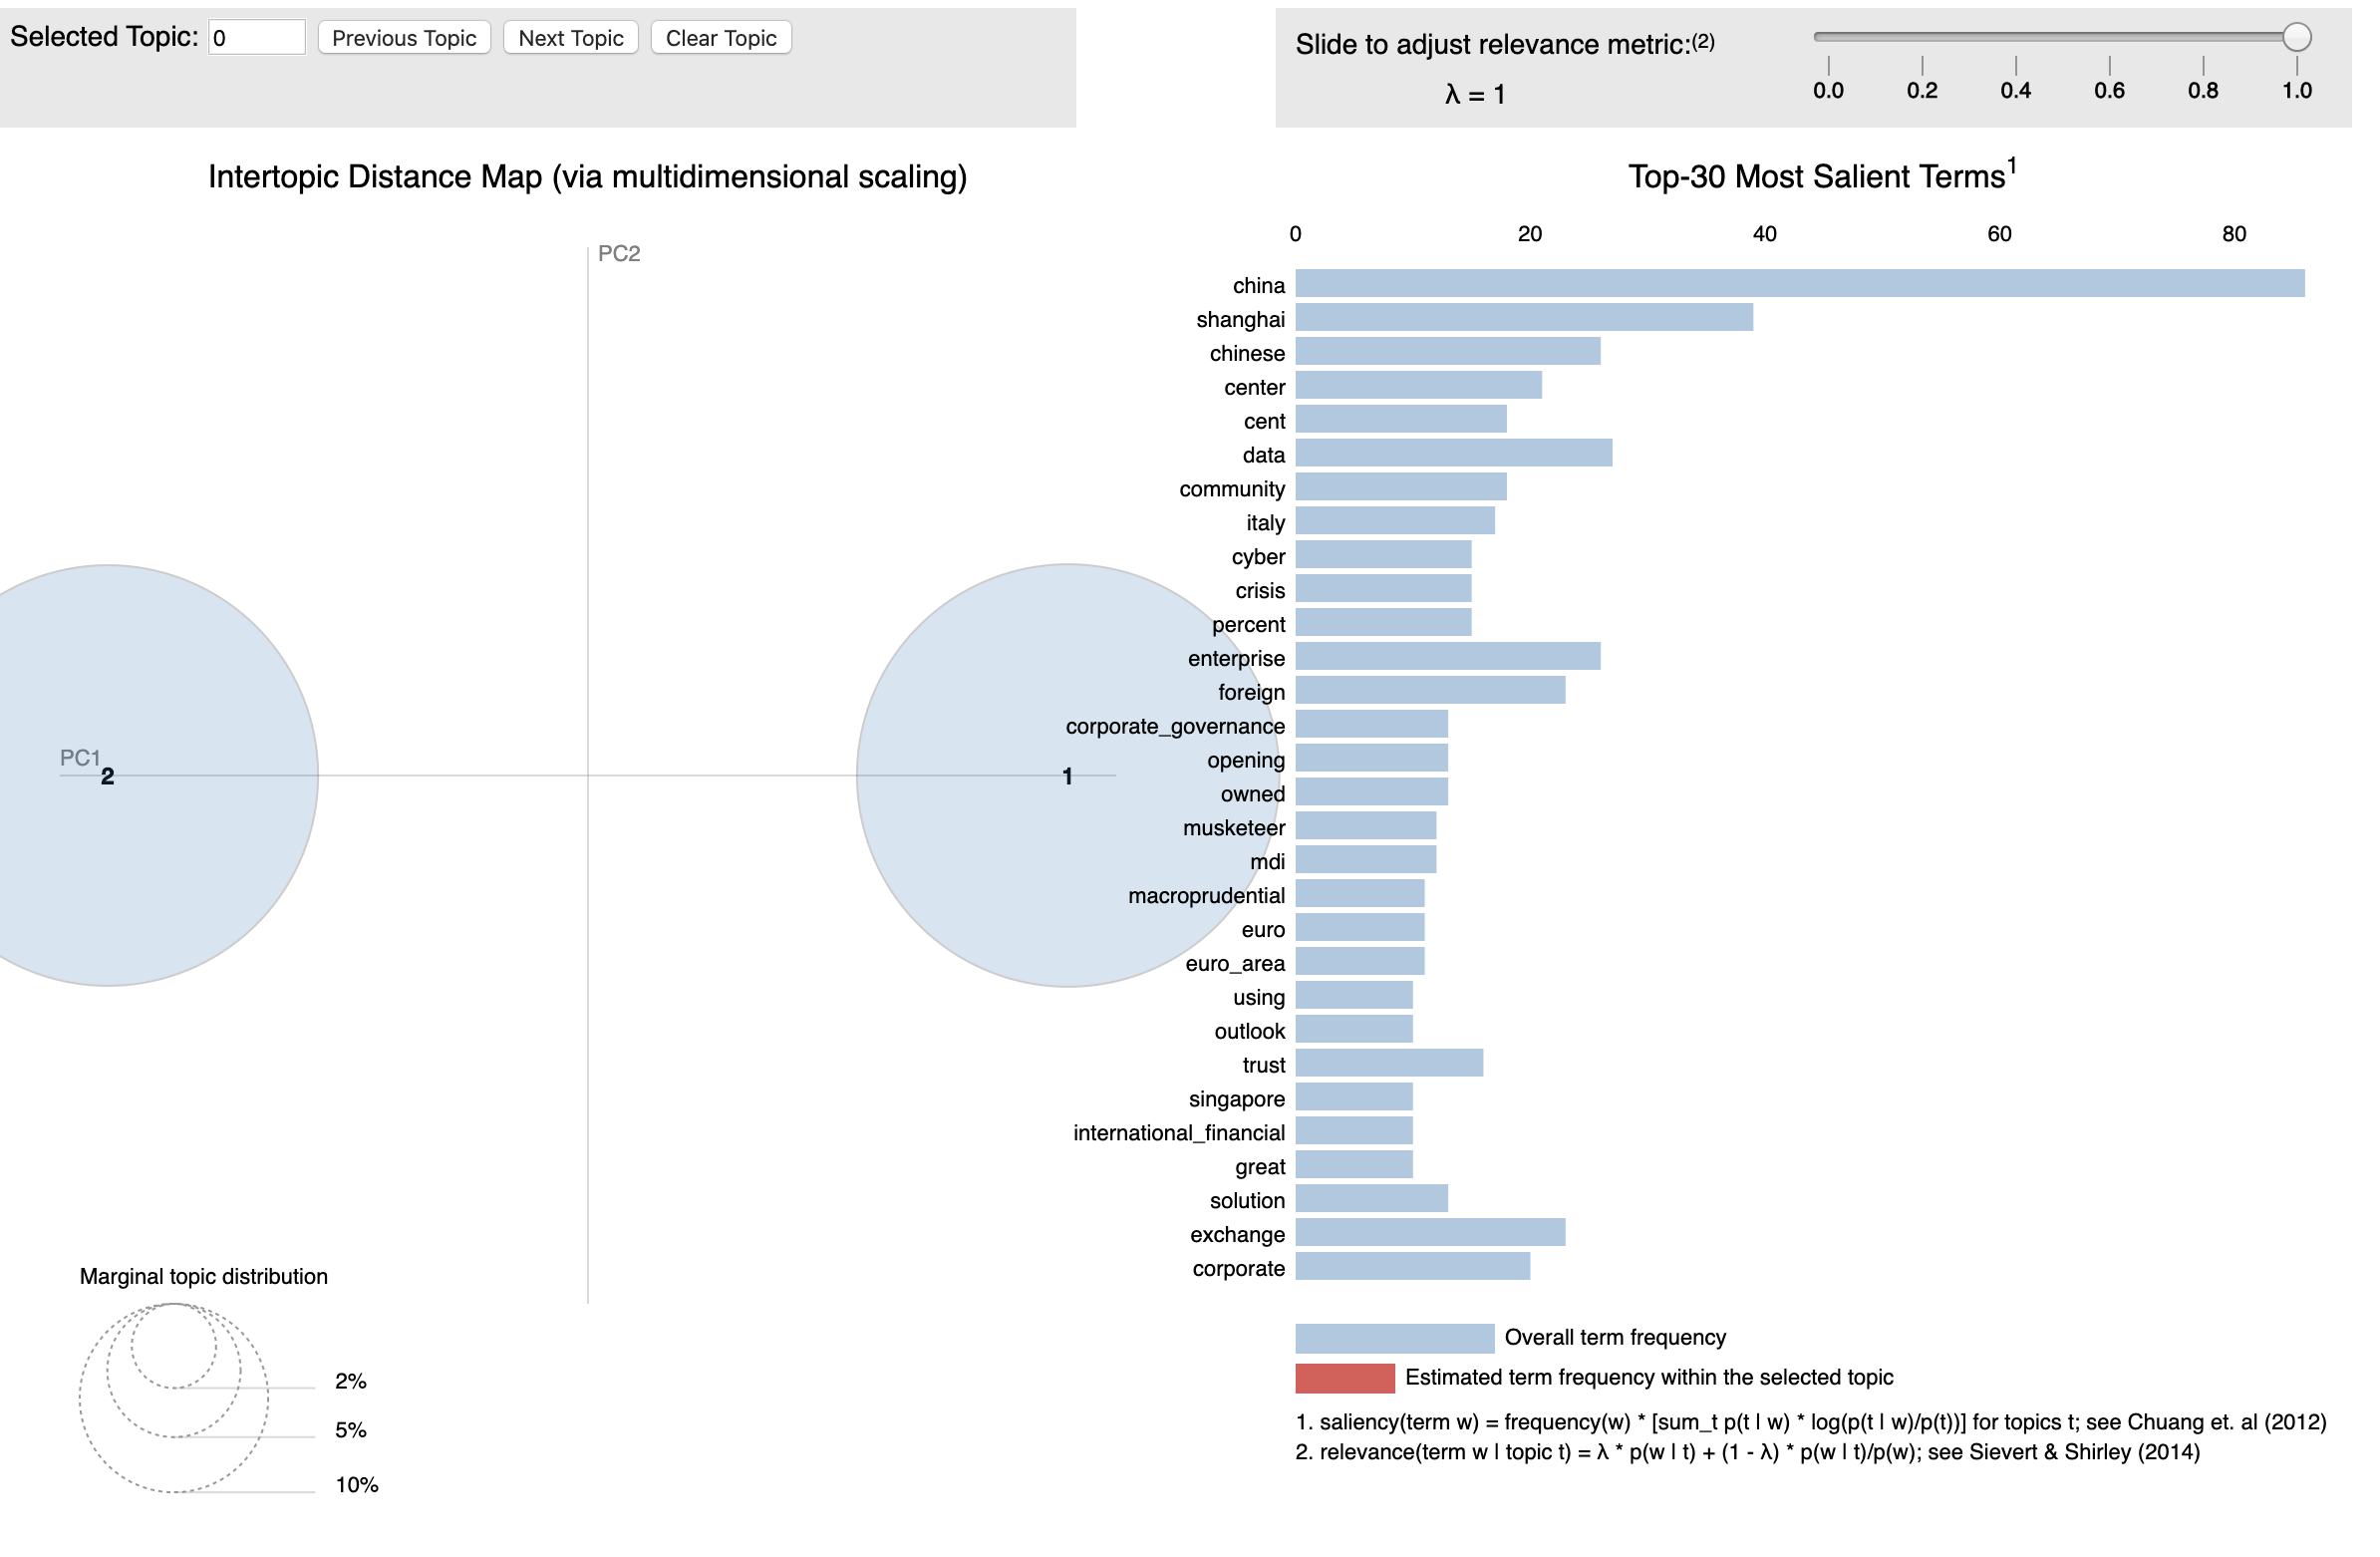 Selected Topic: 0 Previous Topic Next Topic Clear Topic
Slide to adjust relevance metric:(2)
λ = 1
0.0 0.2 0.4 0.6 0.8 1.0
Intertopic Distance Map (via multidimensional scaling)
PC2
PC1
2
1
Marginal topic distribution
2%
5%
10%
Top-30 Most Salient Terms1
0 20 40 60 80
china
shanghai
chinese
center
cent
data
community
italy
cyber
crisis
percent
enterprise
foreign
corporate_governance
opening
owned
musketeer
mdi
macroprudential
euro
euro_area
using
outlook
trust
singapore
international_financial
great
solution
exchange
corporate
Overall term frequency
Estimated term frequency within the selected topic
1. saliency(term w) = frequency(w) * [sum_t p(t | w) * log(p(t | w)/p(t))] for topics t; see Chuang et. al (2012)
2. relevance(term w | topic t) = λ * p(w | t) + (1 - λ) * p(w | t)/p(w); see Sievert & Shirley (2014)